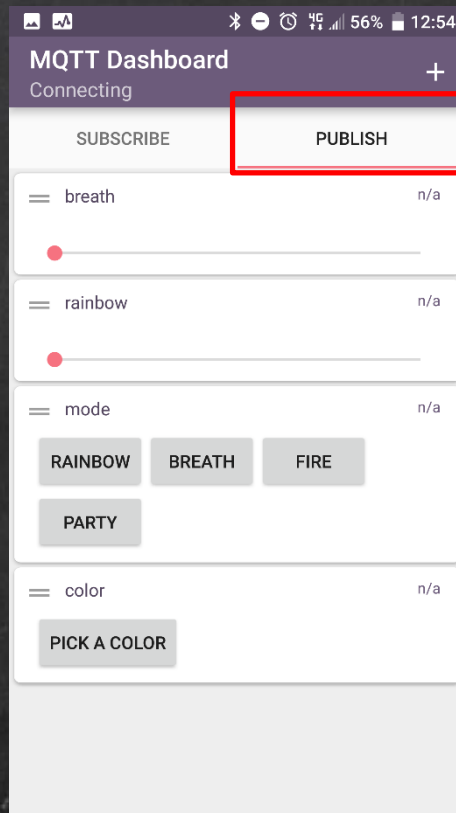 56% 12:54
MQTT Dashboard
+
Connecting
SUBSCRIBE PUBLISH
breath n/a
rainbow n/a
mode n/a
RAINBOW BREATH FIRE
PARTY
color n/a
PICK A COLOR